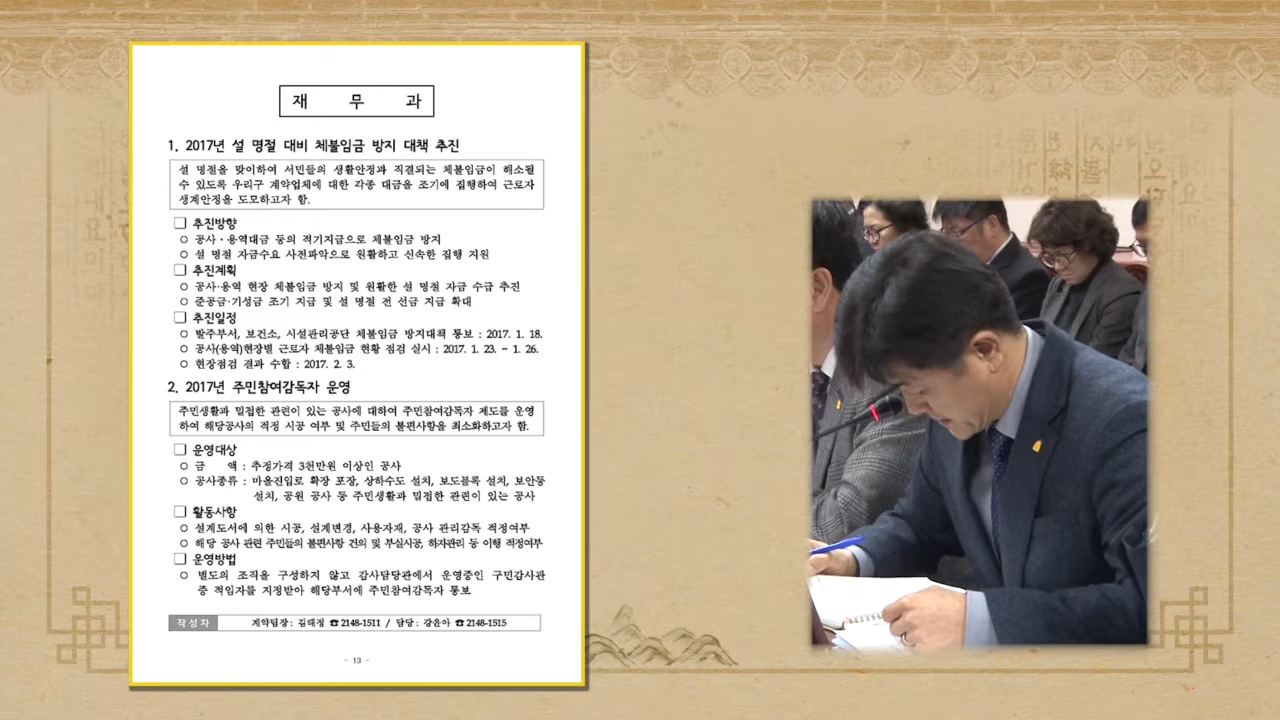 재 무 과
1. 2017년 설 명절 대비 체불임금 방지 대책 추진
설 명절을 맞이하여 서민들의 생활안정과 직결되는 체불임금이 해소될
수 있도록 우리구 계약업체에 대한 각종 대금을 조기에 집행하여 근로자
생계안정을 도모하고자 함.
❑ 추진방향
○ 공사·용역대금 등의 적기지급으로 체불임금 방지
○ 설 명절 자금수요 사전파악으로 원활하고 신속한 집행 지원
❑ 추진계획
○ 공사·용역 현장 체불임금 방지 및 원활한 설 명절 자금 수급 추진
○ 준공금·기성금 조기 지급 및 설 명절 전 선금 지급 확대
❑ 추진일정
○ 발주부서, 보건소, 시설관리공단 체불임금 방지대책 통보 : 2017. 1. 18.
○ 공사(용역)현장별 근로자 체불임금 현황 점검 실시 : 2017. 1. 23. ~ 1. 26.
○ 현장점검 결과 수합 : 2017. 2. 3.
2. 2017년 주민참여감독자 운영
주민생활과 밀접한 관련이 있는 공사에 대하여 주민참여감독자 제도를 운영
하여 해당공사의 적정 시공 여부 및 주민들의 불편사항을 최소화하고자 함.
❑ 운영대상
○ 금 액 : 추정가격 3천만원 이상인 공사
○ 공사종류 : 마을진입로 확장 포장, 상하수도 설치, 보도블록 설치, 보안등
설치, 공원 공사 등 주민생활과 밀접한 관련이 있는 공사
❑ 활동사항
○ 설계도서에 의한 시공, 설계변경, 사용자재, 공사 관리감독 적정여부
○ 해당 공사 관련 주민들의 불편사항 건의 및 부실시공, 하자관리 등 이행 적정여부
❑ 운영방법
○ 별도의 조직을 구성하지 않고 감사담당관에서 운영중인 구민감사관
중 적임자를 지정받아 해당부서에 주민참여감독자 통보
작성자 계약팀장 : 김태정 ☎2148-1511 / 담당 : 강윤아 ☎2148-1515
- 13 -